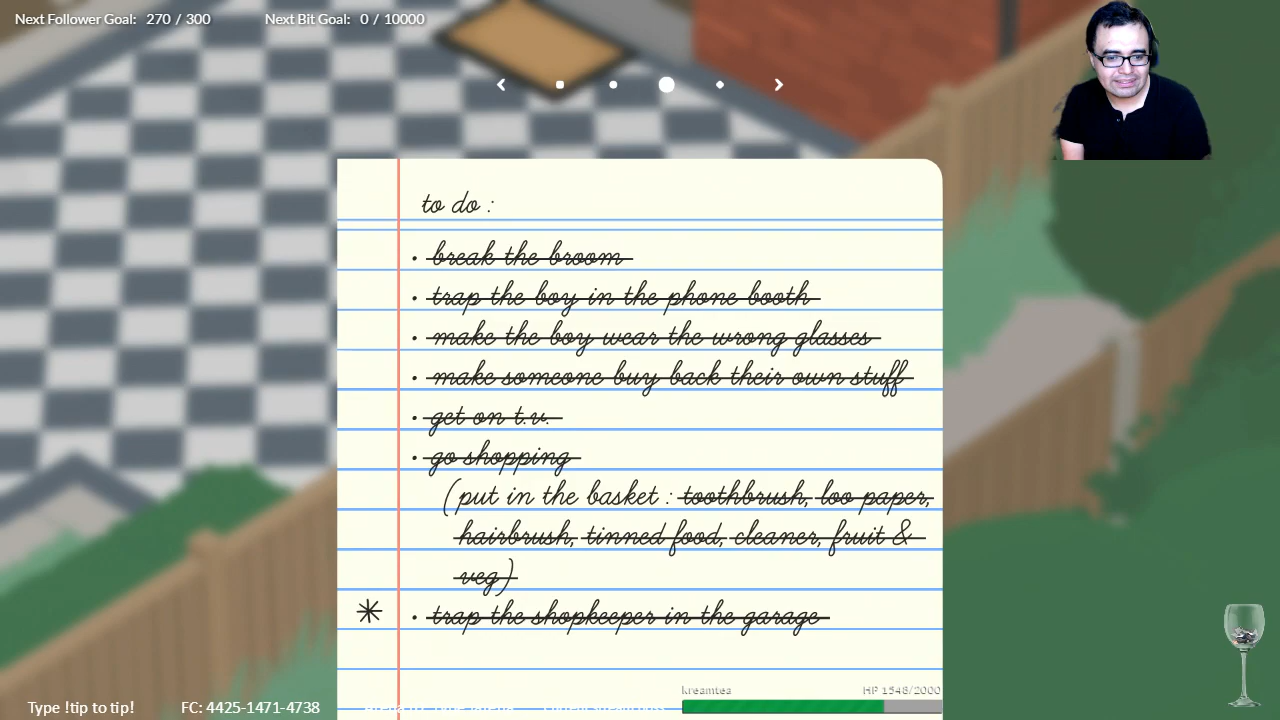 Next Follower Goal: 270 / 300 Next Bit Goal: 0 / 10000
to do :
• break the broom
• trap the boy in the phone booth
• make the boy wear the wrong glasses
• make someone buy back their own stuff
• get on t.v.
• go shopping
(put in the basket : toothbrush, loo paper,
hairbrush, tinned food, cleaner, fruit &
veg)
* • trap the shopkeeper in the garage
kreamtea HP 1548/2000
Type !tip to tip! FC: 4425-1471-4738